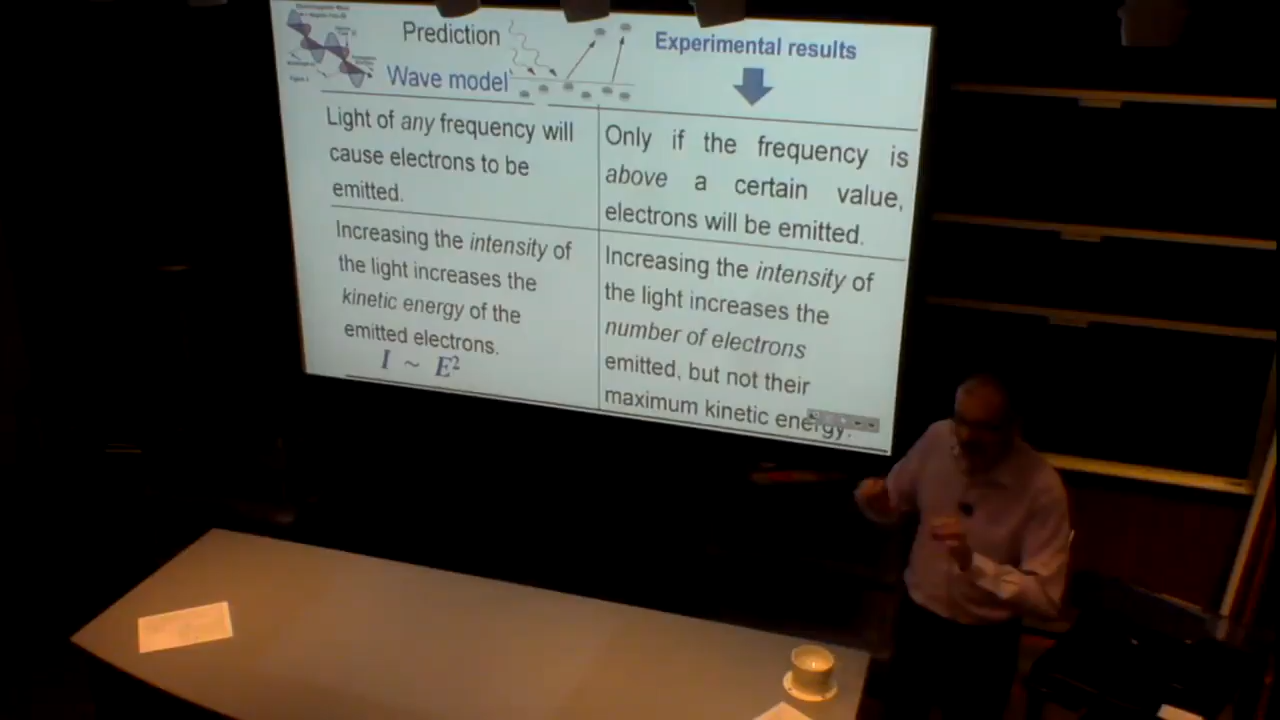 Prediction
Wave model
Experimental results
Light of any frequency will
cause electrons to be
emitted.
Only if the frequency is
above a certain value,
electrons will be emitted.
Increasing the intensity of
the light increases the
kinetic energy of the
emitted electrons.
I ~ E²
Increasing the intensity of
the light increases the
number of electrons
emitted, but not their
maximum kinetic energy.